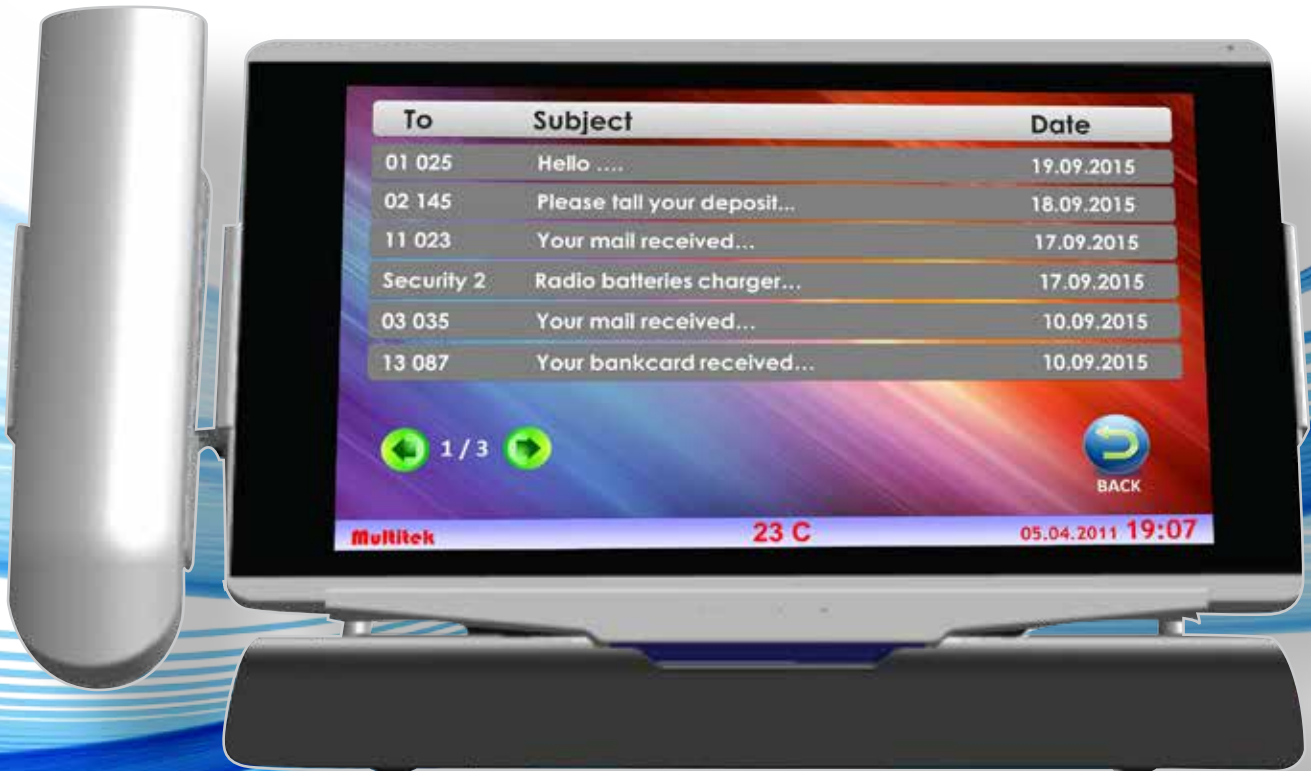 To Subject Date
01 025 Hello .... 19.09.2015
02 145 Please tall your deposit... 18.09.2015
11 023 Your mail received... 17.09.2015
Security 2 Radio batteries charger... 17.09.2015
03 035 Your mail received... 10.09.2015
13 087 Your bankcard received... 10.09.2015
1 / 3
BACK
Multitek 23 C 05.04.2011 19:07